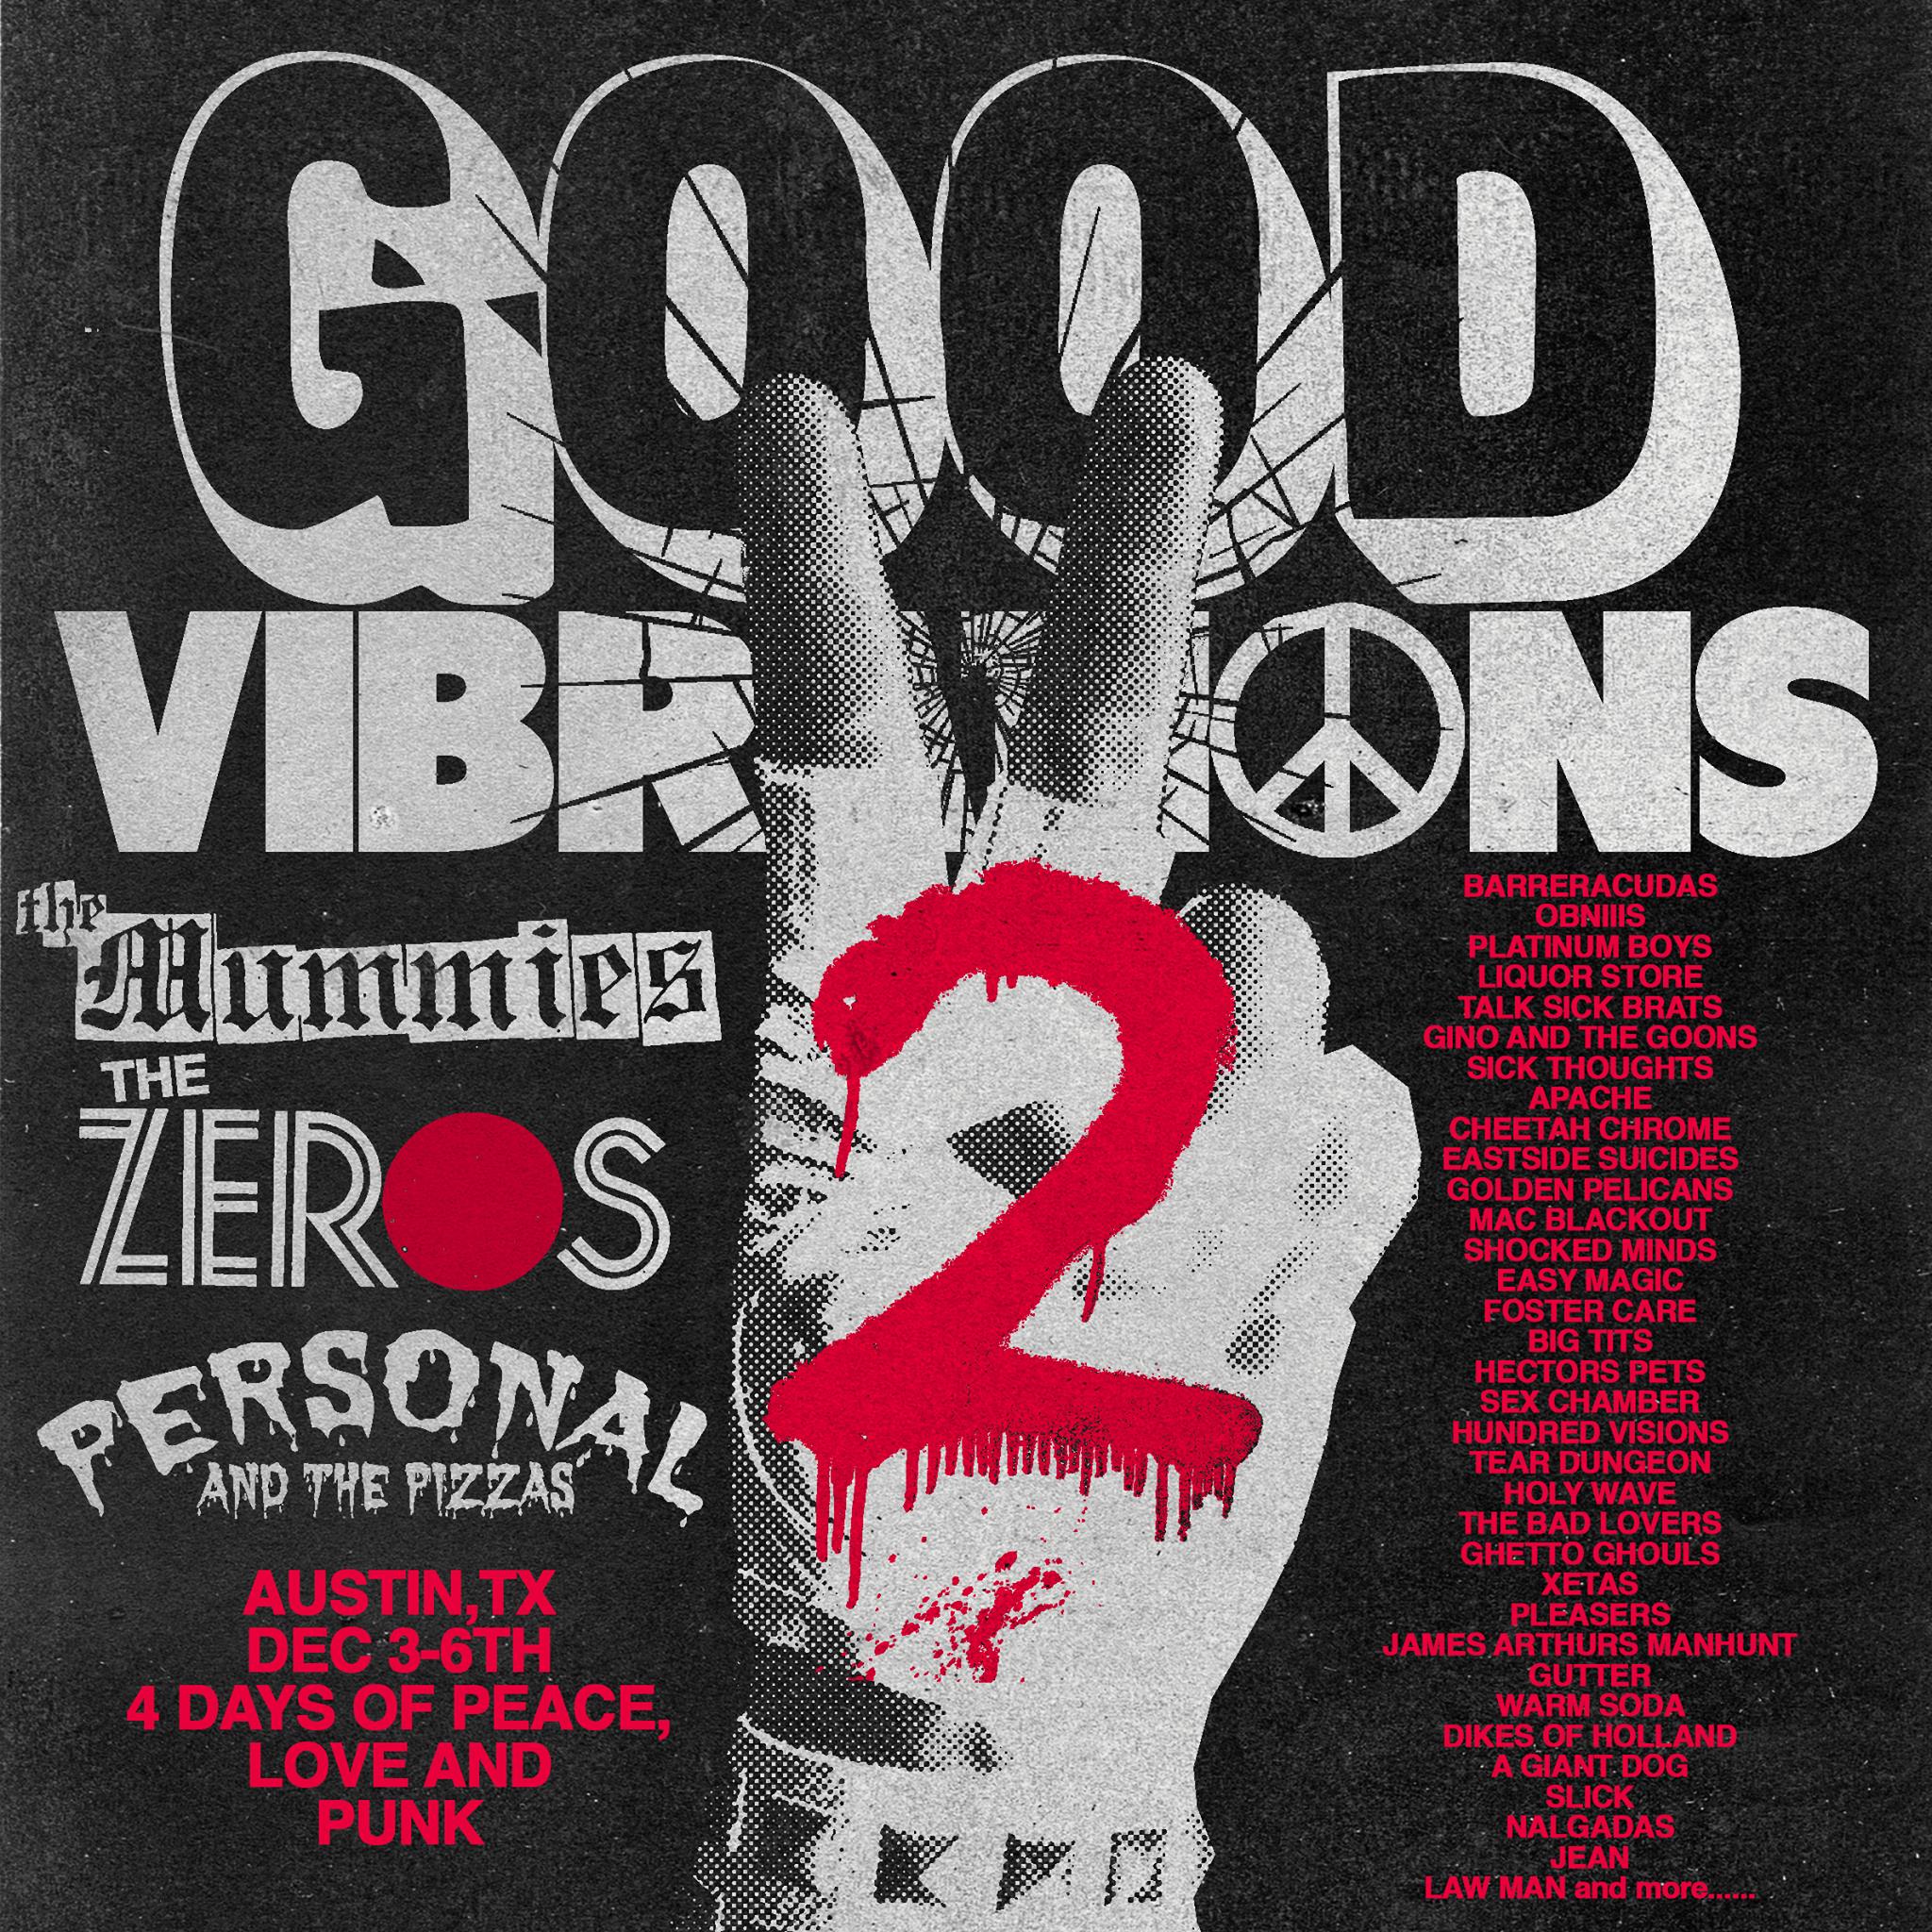 GOOD
VIBRATIONS
2
the Mummies
THE
ZEROS
PERSONAL
AND THE PIZZAS
AUSTIN,TX
DEC 3-6TH
4 DAYS OF PEACE,
LOVE AND
PUNK
BARRERACUDAS
OBNIIIS
PLATINUM BOYS
LIQUOR STORE
TALK SICK BRATS
GINO AND THE GOONS
SICK THOUGHTS
APACHE
CHEETAH CHROME
EASTSIDE SUICIDES
GOLDEN PELICANS
MAC BLACKOUT
SHOCKED MINDS
EASY MAGIC
FOSTER CARE
BIG TITS
HECTORS PETS
SEX CHAMBER
HUNDRED VISIONS
TEAR DUNGEON
HOLY WAVE
THE BAD LOVERS
GHETTO GHOULS
XETAS
PLEASERS
JAMES ARTHURS MANHUNT
GUTTER
WARM SODA
DIKES OF HOLLAND
A GIANT DOG
SLICK
NALGADAS
JEAN
LAW MAN and more......